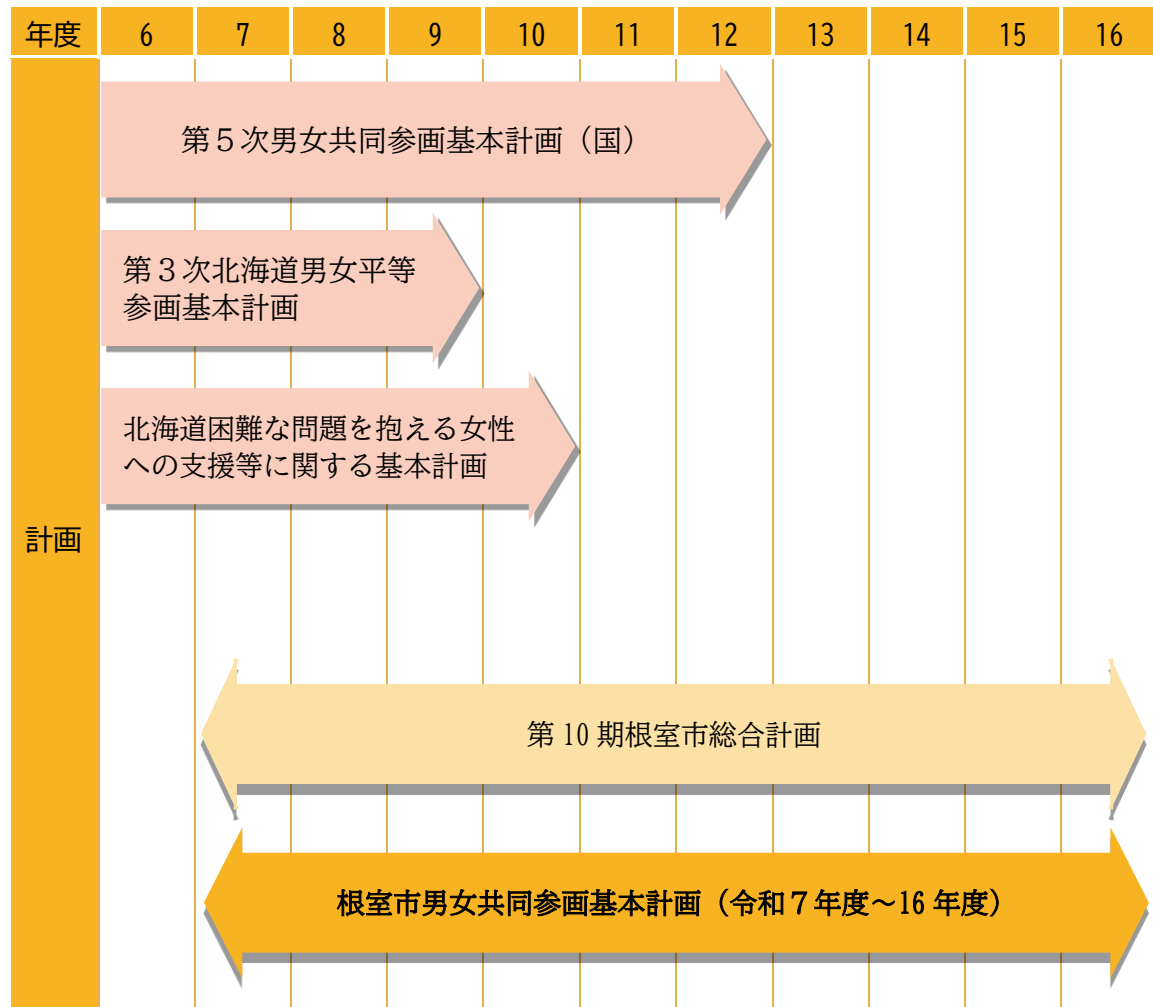 年度 6 7 8 9 10 11 12 13 14 15 16
計画
第５次男女共同参画基本計画（国）
第３次北海道男女平等
参画基本計画
北海道困難な問題を抱える女性
への支援等に関する基本計画
第 10 期根室市総合計画
根室市男女共同参画基本計画（令和７年度～16 年度）